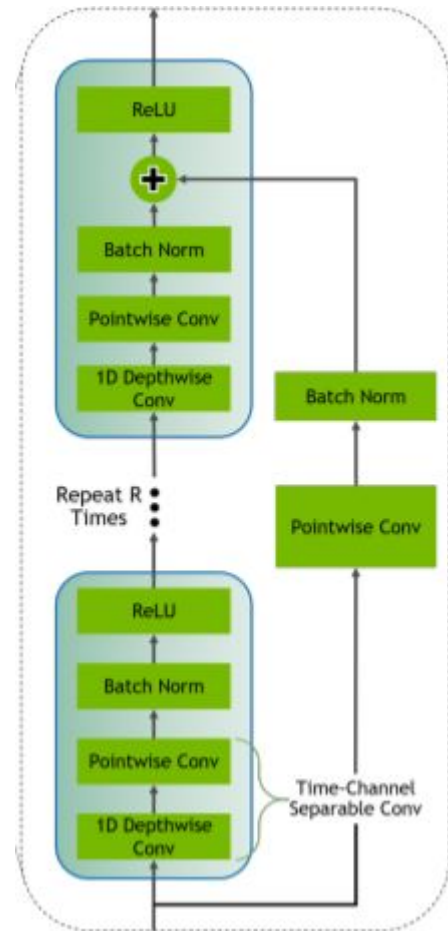 ReLU
+
Batch Norm
Pointwise Conv
1D Depthwise
Conv
Repeat R
Times
Batch Norm
Pointwise Conv
ReLU
Batch Norm
Pointwise Conv
1D Depthwise
Conv
Time-Channel
Separable Conv